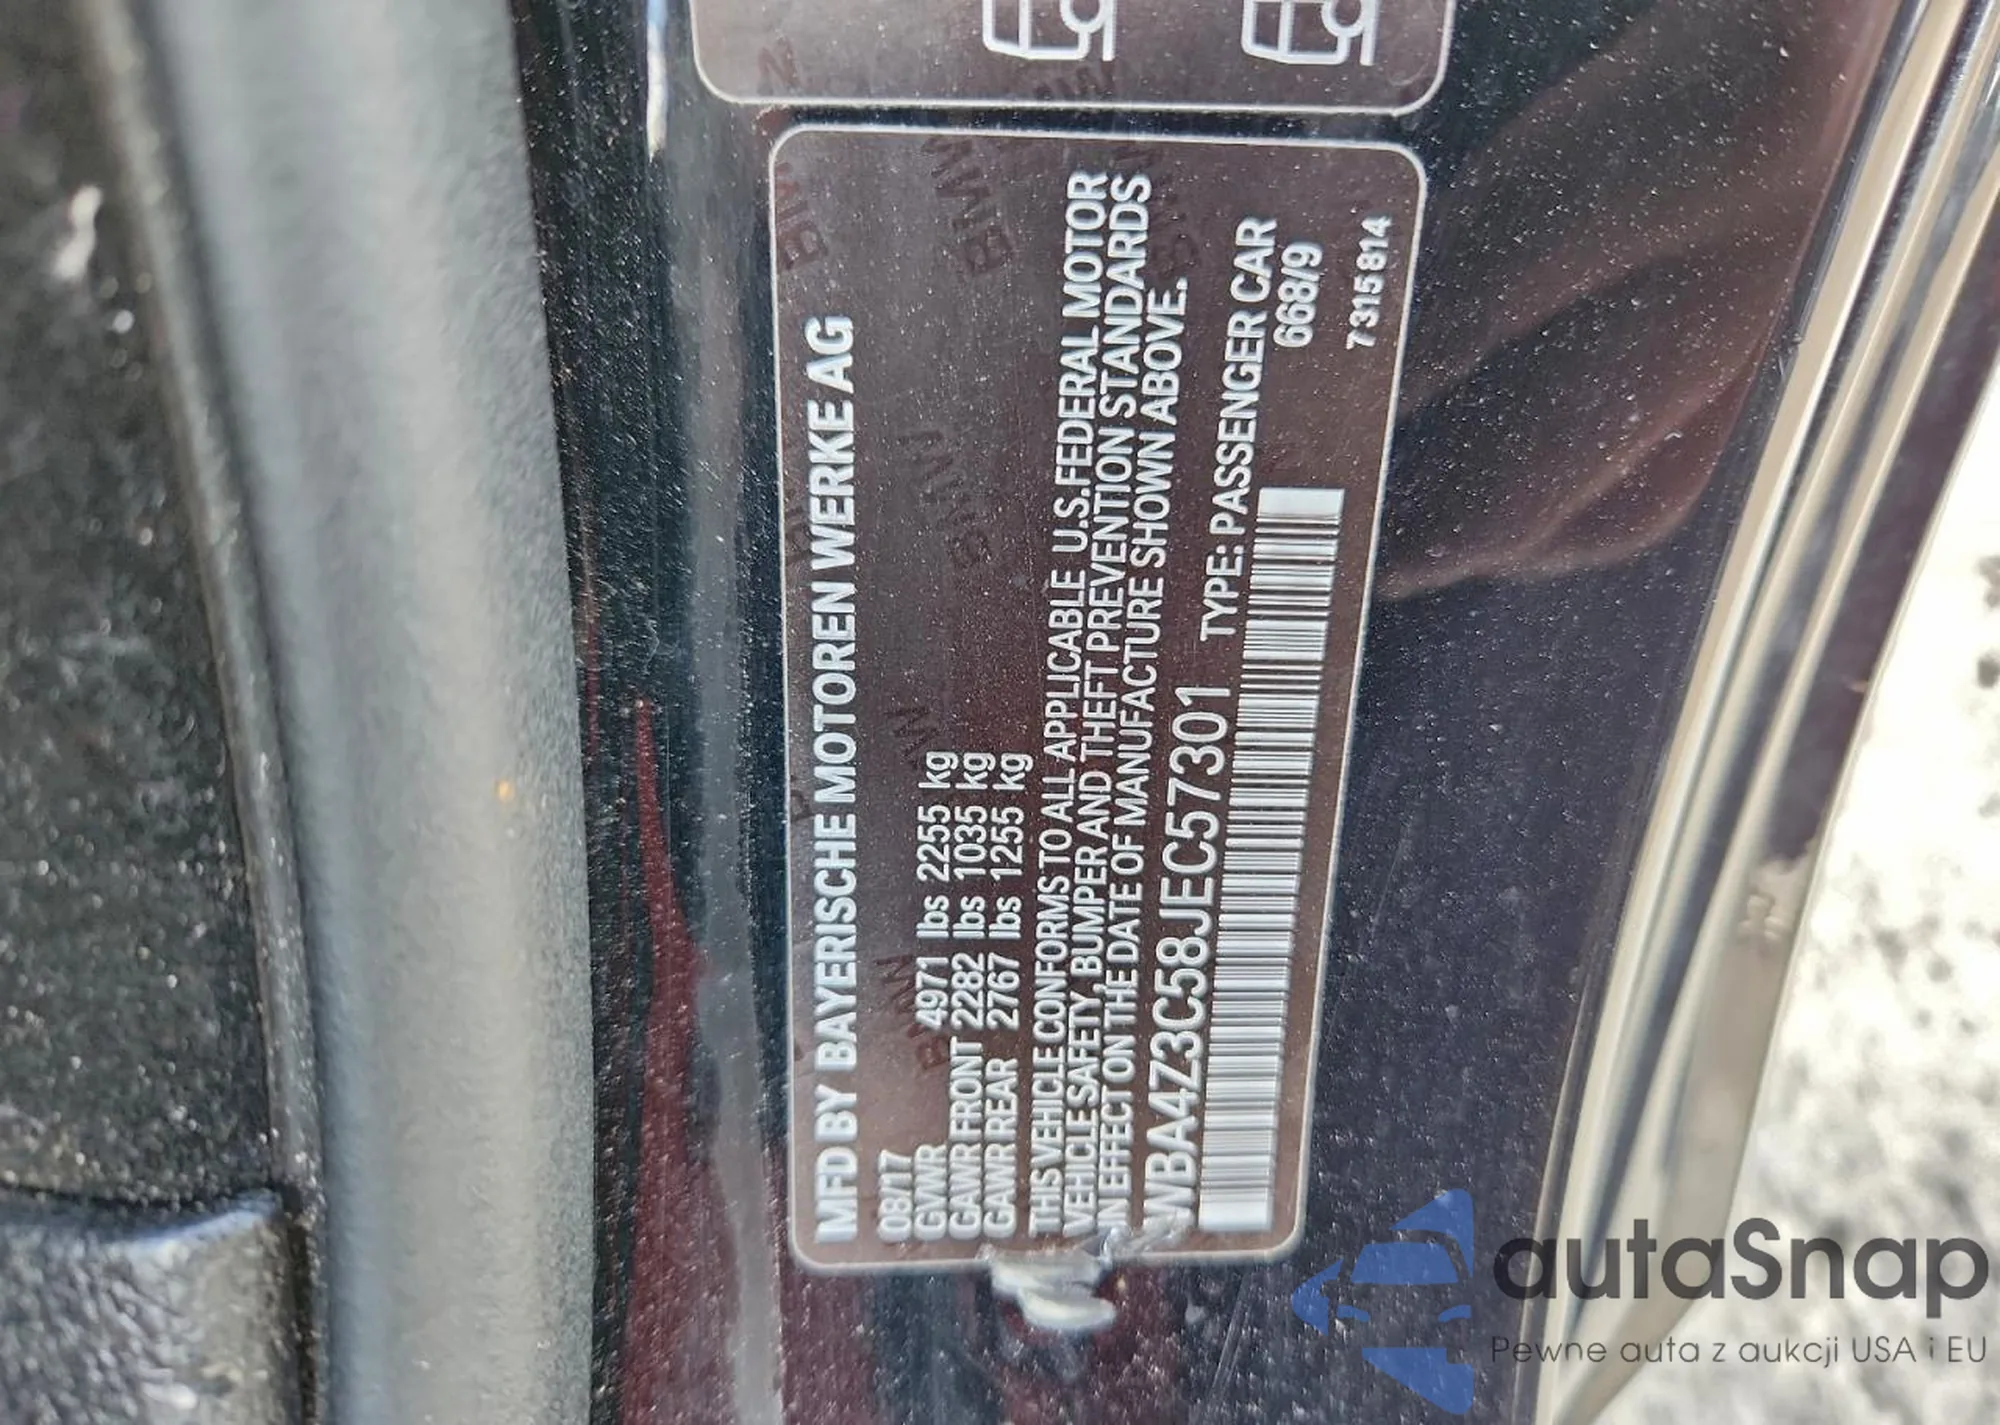 MFD BY BAYERISCHE MOTOREN WERKE AG
08/17
GVWR 4971 lbs 2255 kg
GAWR FRONT 2282 lbs 1035 kg
GAWR REAR 2767 lbs 1255 kg
THIS VEHICLE CONFORMS TO ALL APPLICABLE U.S.FEDERAL MOTOR
VEHICLE SAFETY, BUMPER AND THEFT PREVENTION STANDARDS
IN EFFECT ON THE DATE OF MANUFACTURE SHOWN ABOVE.
WBA4Z3C58JEC57301 TYPE: PASSENGER CAR
668/9
7315814
autaSnap
Pewne auta z aukcji USA i EU